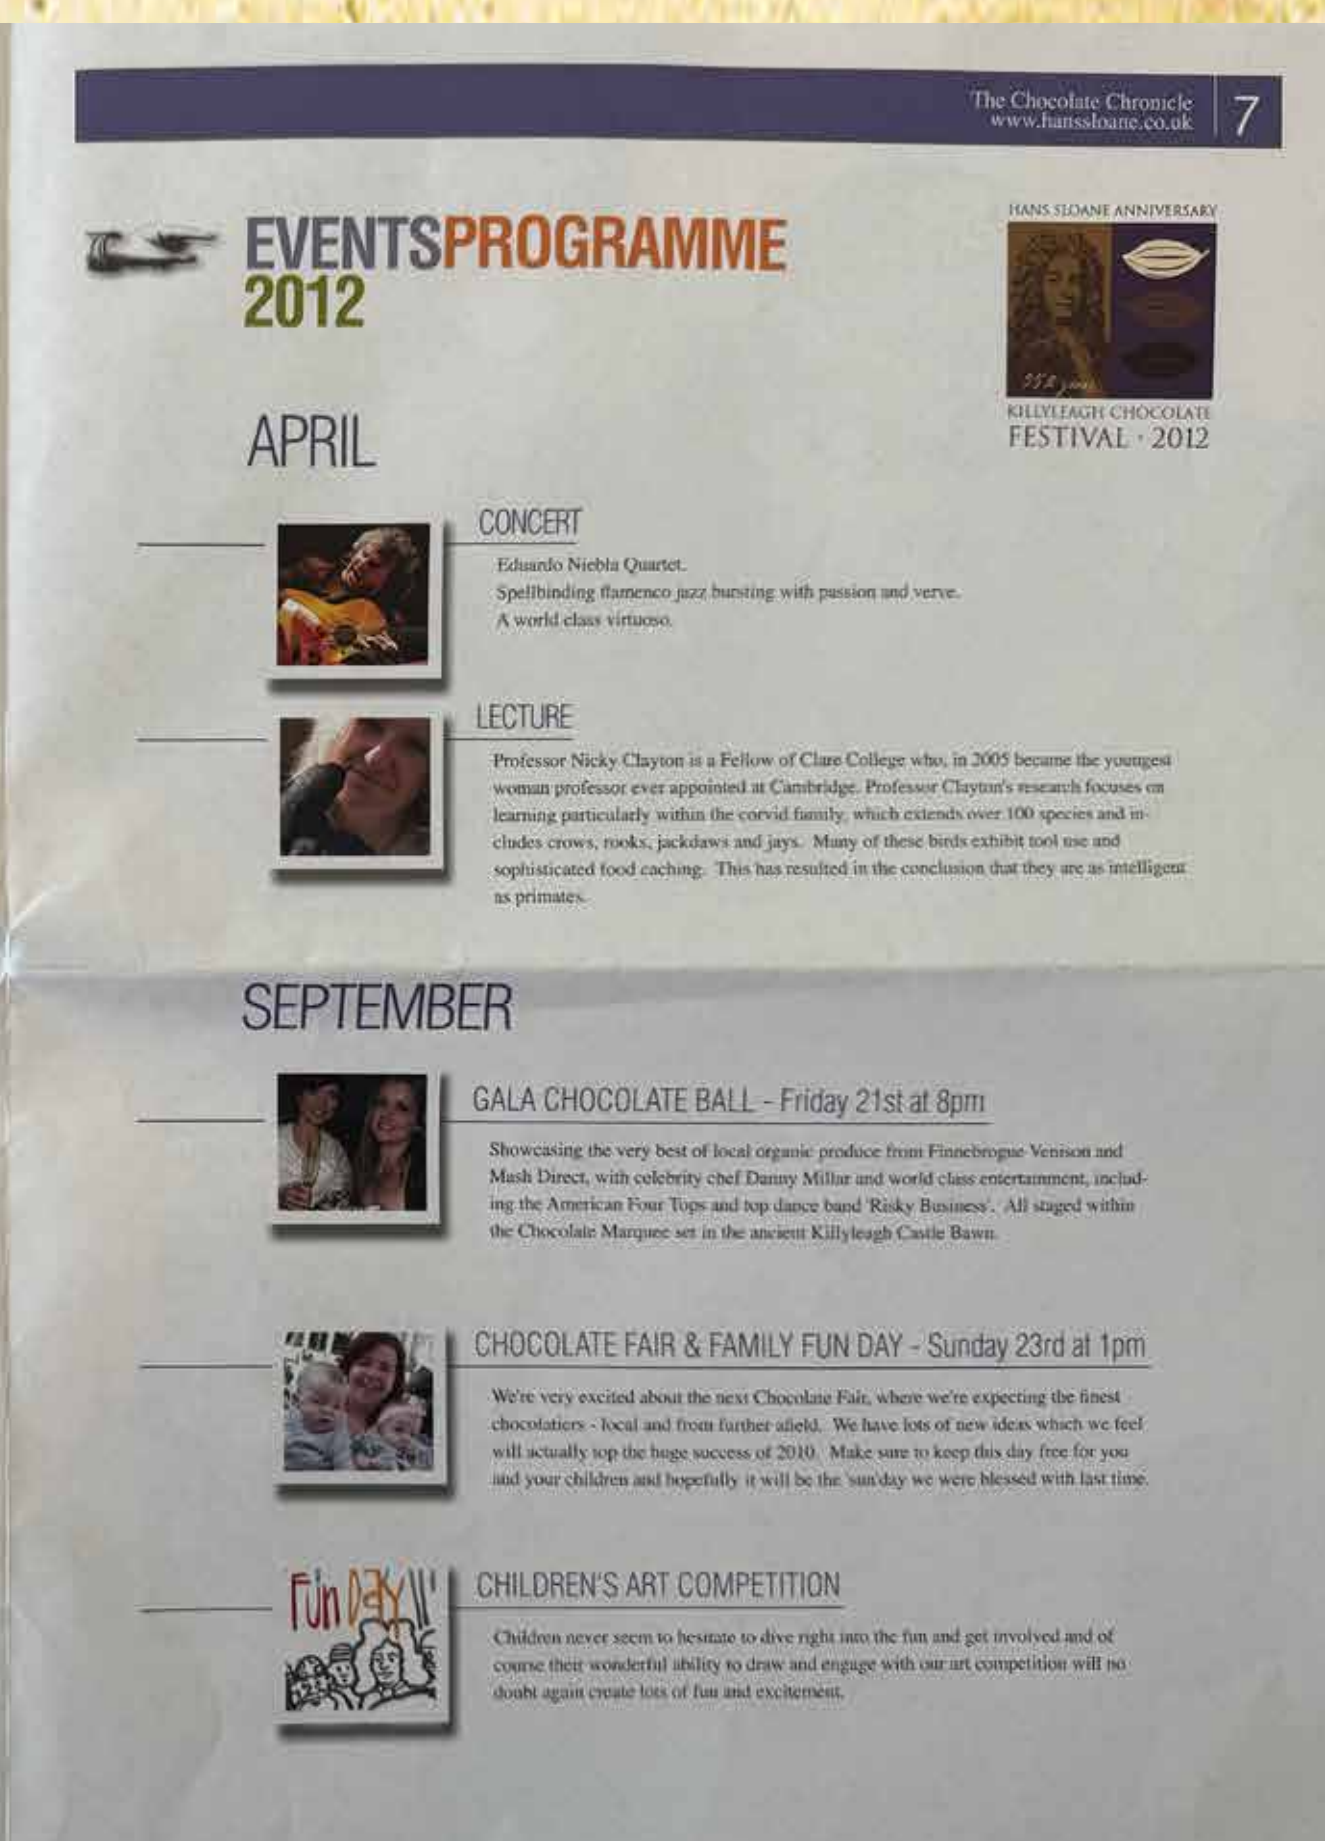 The Chocolate Chronicle
www.hanssloane.co.uk
7
EVENTSPROGRAMME
2012
HANS SLOANE ANNIVERSARY
KILLYLEAGH CHOCOLATE
FESTIVAL · 2012
APRIL
CONCERT
Eduardo Niebla Quartet.
Spellbinding flamenco jazz bursting with passion and verve.
A world class virtuoso.
LECTURE
Professor Nicky Clayton is a Fellow of Clare College who, in 2005 became the youngest
woman professor ever appointed at Cambridge. Professor Clayton's research focuses on
learning particularly within the corvid family, which extends over 100 species and in-
cludes crows, rooks, jackdaws and jays. Many of these birds exhibit tool use and
sophisticated food caching. This has resulted in the conclusion that they are as intelligent
as primates.
SEPTEMBER
GALA CHOCOLATE BALL - Friday 21st at 8pm
Showcasing the very best of local organic produce from Finnebrogue Venison and
Mash Direct, with celebrity chef Danny Millar and world class entertainment, includ-
ing the American Four Tops and top dance band 'Risky Business'. All staged within
the Chocolate Marquee set in the ancient Killyleagh Castle Bawn.
CHOCOLATE FAIR & FAMILY FUN DAY - Sunday 23rd at 1pm
We're very excited about the next Chocolate Fair, where we're expecting the finest
chocolatiers - local and from further afield. We have lots of new ideas which we feel
will actually top the huge success of 2010. Make sure to keep this day free for you
and your children and hopefully it will be the 'sun'day we were blessed with last time.
Fun Day!!!
CHILDREN'S ART COMPETITION
Children never seem to hesitate to dive right into the fun and get involved and of
course their wonderful ability to draw and engage with our art competition will no
doubt again create lots of fun and excitement.